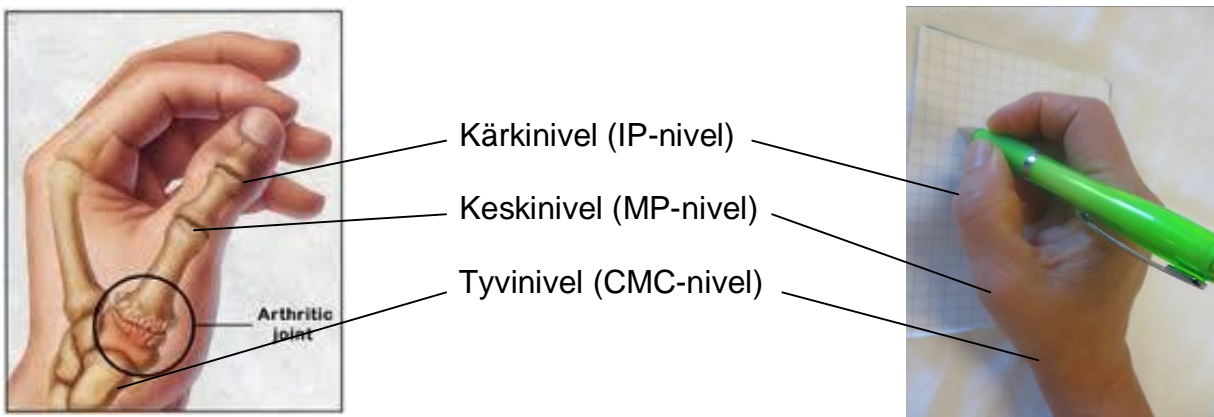 Kärkinivel (IP-nivel)
Keskinivel (MP-nivel)
Tyvinivel (CMC-nivel)
Arthritic
joint